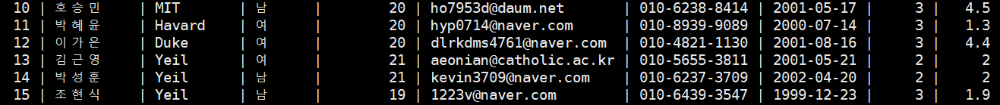 10 | 호승민 | MIT | 남 | 20 | ho7953d@daum.net | 010-6238-8414 | 2001-05-17 | 3 | 4.5
11 | 박혜윤 | Havard | 여 | 20 | hyp0714@naver.com | 010-8939-9089 | 2000-07-14 | 3 | 1.3
12 | 이가은 | Duke | 여 | 20 | dlrkdms4761@naver.com | 010-4821-1130 | 2001-08-16 | 3 | 4.4
13 | 김근영 | Yeil | 여 | 21 | aeonian@catholic.ac.kr | 010-5655-3811 | 2001-05-21 | 2 | 2
14 | 박성훈 | Yeil | 남 | 21 | kevin3709@naver.com | 010-6237-3709 | 2002-04-20 | 2 | 2
15 | 조현식 | Yeil | 남 | 19 | 1223v@naver.com | 010-6439-3547 | 1999-12-23 | 3 | 1.9